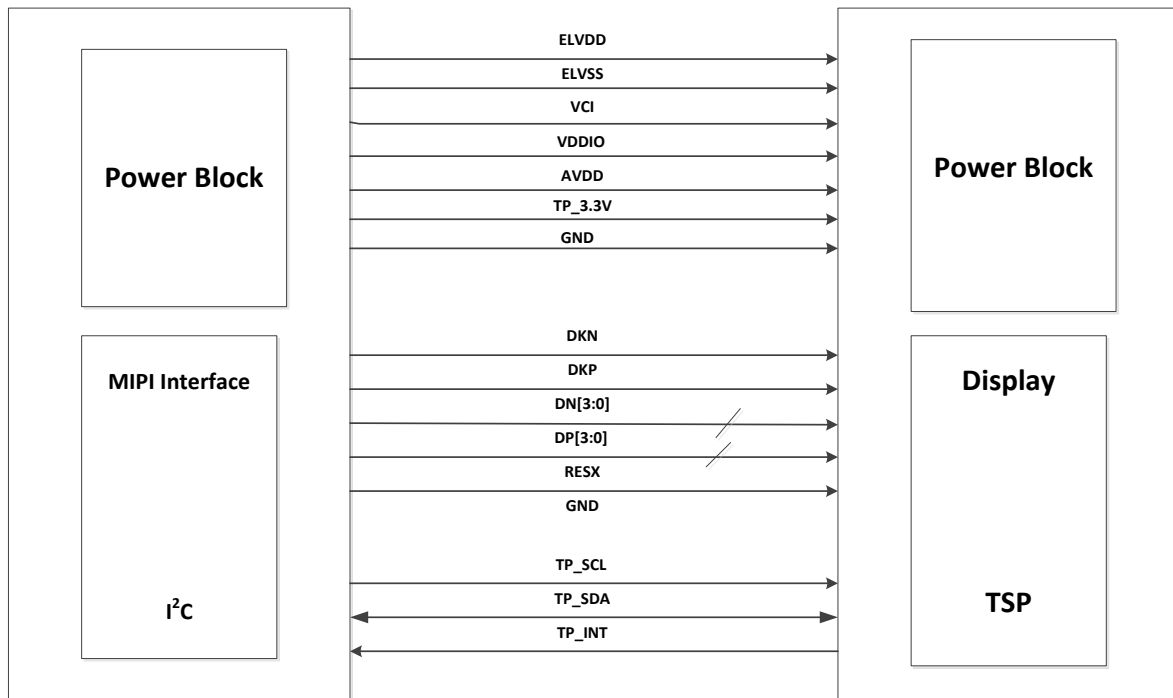 ELVDD
ELVSS
VCI
VDDIO
AVDD
TP_3.3V
GND
Power Block
Power Block
DKN
DKP
DN[3:0]
DP[3:0]
RESX
GND
MIPI Interface
Display
TP_SCL
TP_SDA
TP_INT
I²C
TSP